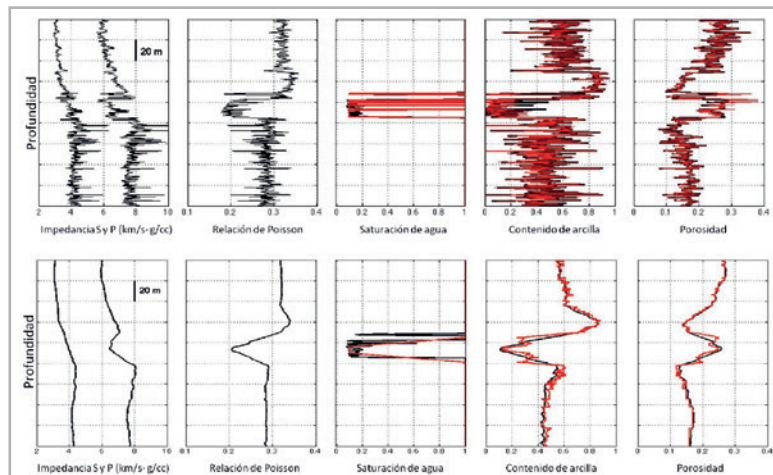 20 m
Profundidad
2 4 6 8 10
0.1 0.2 0.3 0.4
0 0.2 0.4 0.6 0.8 1
0 0.2 0.4 0.6 0.8 1
0 0.1 0.2 0.3 0.4
Impedancia S y P (km/s·g/cc)
Relación de Poisson
Saturación de agua
Contenido de arcilla
Porosidad
20 m
Profundidad
2 4 6 8 10
0.1 0.2 0.3 0.4
0 0.2 0.4 0.6 0.8 1
0 0.2 0.4 0.6 0.8 1
0 0.1 0.2 0.3 0.4
Impedancia S y P (km/s·g/cc)
Relación de Poisson
Saturación de agua
Contenido de arcilla
Porosidad